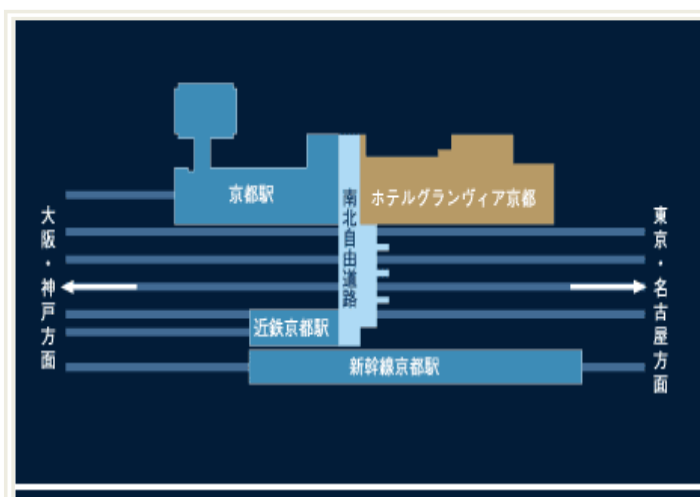 京都駅
ホテルグランヴィア京都
南北自由道路
大阪・神戸方面
東京・名古屋方面
近鉄京都駅
新幹線京都駅